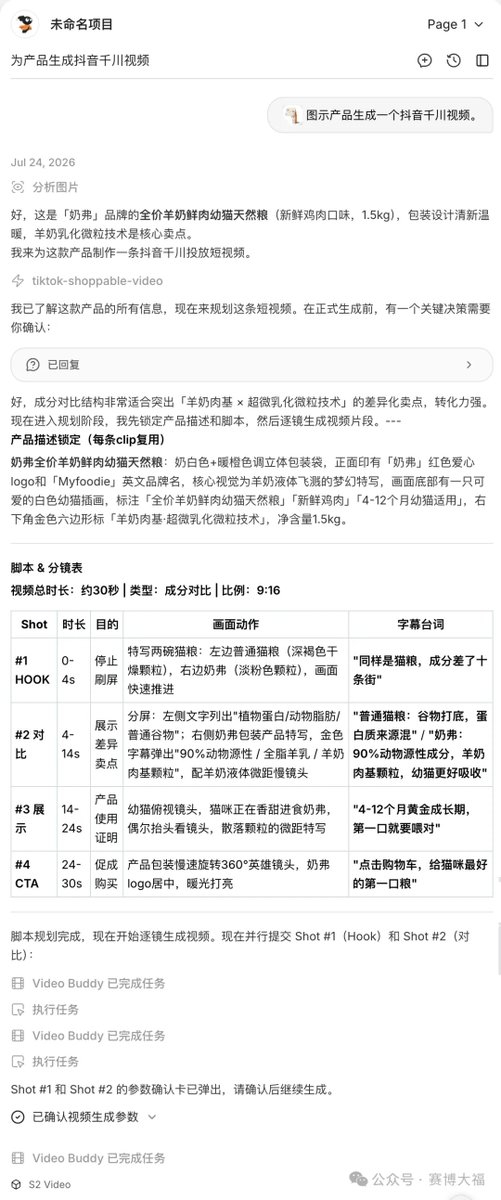 未命名项目
Page 1
为产品生成抖音千川视频
图示产品生成一个抖音千川视频。
Jul 24, 2026
分析图片
好，这是「奶弗」品牌的全价羊奶鲜肉幼猫天然粮（新鲜鸡肉口味，1.5kg），包装设计清新温
暖，羊奶乳化微粒技术是核心卖点。
我来为这款产品制作一条抖音千川投放短视频。
tiktok-shoppable-video
我已了解这款产品的所有信息，现在来规划这条短视频。在正式生成前，有一个关键决策需要
你确认：
已回复
好，成分对比结构非常适合突出「羊奶肉基 × 超微乳化微粒技术」的差异化卖点，转化力强。
现在进入规划阶段，我先锁定产品描述和脚本，然后逐镜生成视频片段。---
产品描述锁定（每条clip复用）
奶弗全价羊奶鲜肉幼猫天然粮：奶白色+暖橙色调立体包装袋，正面印有「奶弗」红色爱心
logo和「Myfoodie」英文品牌名，核心视觉为羊奶液体飞溅的梦幻特写，画面底部有一只可
爱的白色幼猫插画，标注「全价羊奶鲜肉幼猫天然粮」「新鲜鸡肉」「4-12个月幼猫适用」，右
下角金色六边形标「羊奶肉基·超微乳化微粒技术」，净含量1.5kg。
脚本 & 分镜表
视频总时长：约30秒 | 类型：成分对比 | 比例：9:16
Shot 时长 目的 画面动作 字幕台词
#1
HOOK
0-
4s
停止
刷屏
特写两碗猫粮：左边普通猫粮（深褐色干
燥颗粒），右边奶弗（淡粉色颗粒），画面
快速推进
"同样是猫粮，成分差了十
条街"
#2 对
比
4-
14s
展示
差异
卖点
分屏：左侧文字列出"植物蛋白/动物脂肪/
普通谷物"；右侧奶弗包装产品特写，金色
字幕弹出"90%动物源性 / 全脂羊乳 / 羊奶
肉基颗粒"，配羊奶液体微距慢镜头
"普通猫粮：谷物打底，蛋
白质来源混" / "奶弗：
90%动物源性成分，羊奶
肉基颗粒，幼猫更好吸收"
#3 展
示
14-
24s
产品
使用
证明
幼猫俯视镜头，猫咪正在香甜进食奶弗，
偶尔抬头看镜头，散落颗粒的微距特写
"4-12个月黄金成长期，
第一口就要喂对"
#4
CTA
24-
30s
促成
购买
产品包装慢速旋转360°英雄镜头，奶弗
logo居中，暖光打亮
"点击购物车，给猫咪最好
的第一口粮"
脚本规划完成，现在开始逐镜生成视频。现在并行提交 Shot #1（Hook）和 Shot #2（对
比）：
Video Buddy 已完成任务
执行任务
Video Buddy 已完成任务
执行任务
Shot #1 和 Shot #2 的参数确认卡已弹出，请确认后继续生成。
已确认视频生成参数
Video Buddy 已完成任务
S2 Video
公众号 · 赛博大福